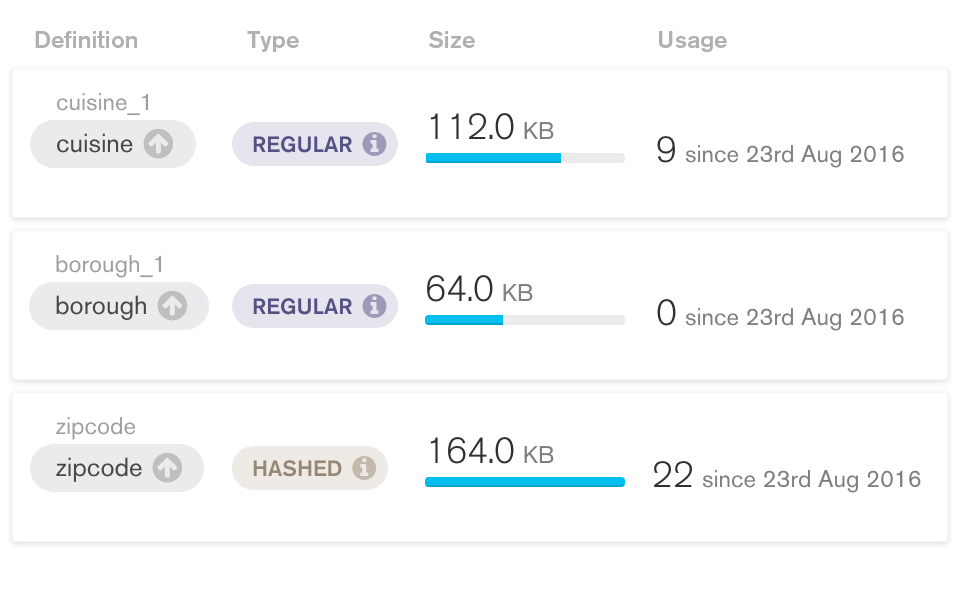 Definition Type Size Usage
cuisine_1
cuisine REGULAR 112.0 KB 9 since 23rd Aug 2016
borough_1
borough REGULAR 64.0 KB 0 since 23rd Aug 2016
zipcode
zipcode HASHED 164.0 KB 22 since 23rd Aug 2016